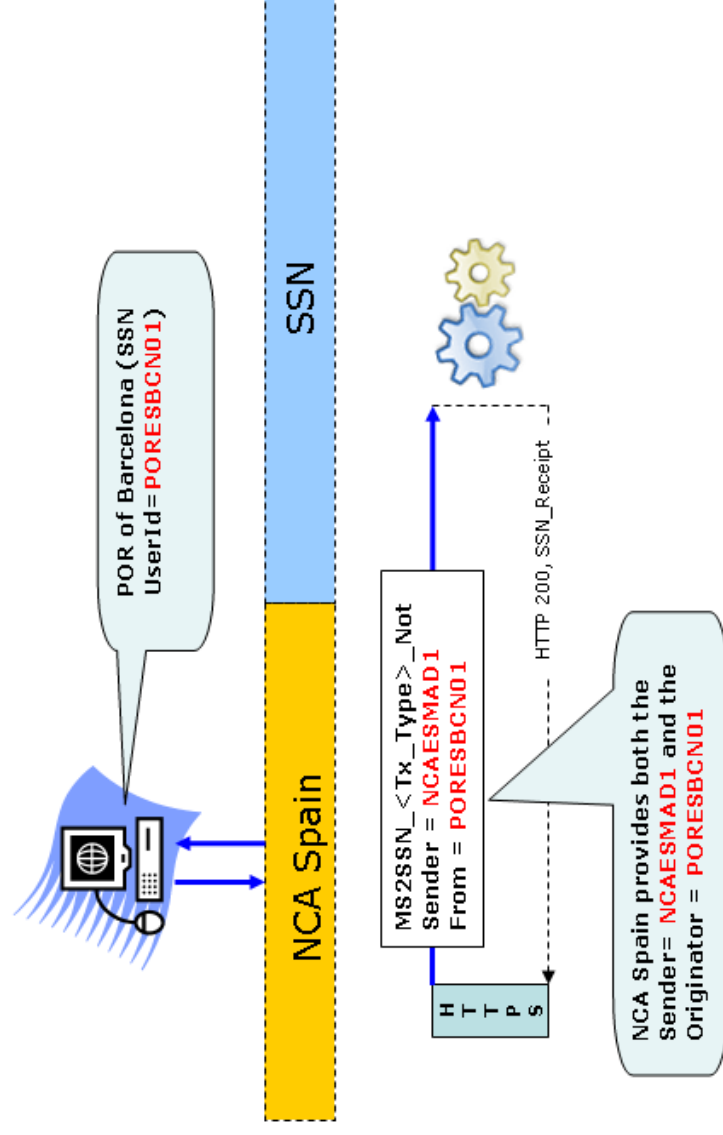 POR of Barcelona (SSN
UserId=PORESBCN01)
NCA Spain
SSN
H
T
T
P
S
MS2SSN_<Tx_Type>_Not
Sender = NCAESMAD1
From = PORESBCN01
HTTP 200, SSN_Receipt
NCA Spain provides both the
Sender= NCAESMAD1 and the
Originator = PORESBCN01